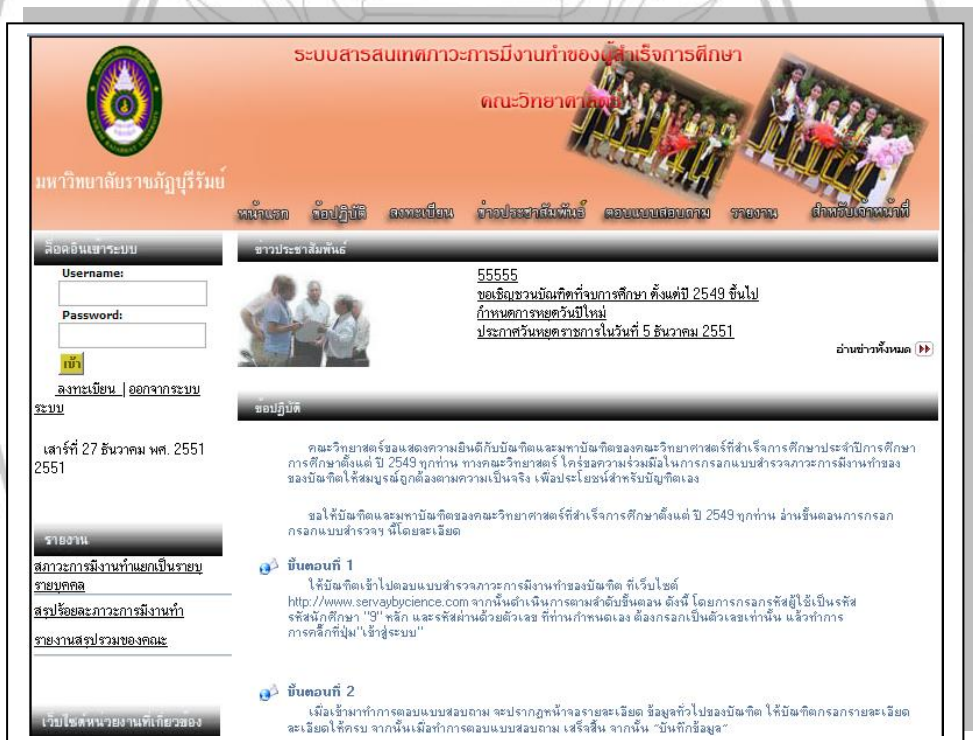 ระบบสารสนเทศภาวะการมีงานทำของผู้สำเร็จการศึกษา
คณะวิทยาศาสตร์
มหาวิทยาลัยราชภัฏบุรีรัมย์
หน้าแรก ข้อปฏิบัติ ลงทะเบียน ข่าวประชาสัมพันธ์ ตอบแบบสอบถาม รายงาน สำหรับเจ้าหน้าที่
ล็อคอินเขาระบบ
Username:
Password:
เข้า
ลงทะเบียน | ออกจากระบบ
ระบบ
เสาร์ที่ 27 ธันวาคม พศ. 2551
2551
รายงาน
สภาวะการมีงานทำแยกเป็นรายบุ
รายบุคคล
สรุปร้อยละภาวะการมีงานทำ
รายงานสรุปรวมของคณะ
เว็บไซต์หน่วยงานที่เกี่ยวข้อง
ข่าวประชาสัมพันธ์
55555
ขอเชิญชวนบัณฑิตที่จบการศึกษา ตั้งแต่ปี 2549 ขึ้นไป
กำหนดการหยุดวันปีใหม่
ประกาศวันหยุดราชการในวันที่ 5 ธันวาคม 2551
อ่านข่าวทั้งหมด
ขอปฏิบัติ
คณะวิทยาสตร์ขอแสดงความยินดีกับบัณฑิตและมหาบัณฑิตของคณะวิทยาศาสตร์ที่สำเร็จการศึกษาประจำปีการศึกษา
การศึกษาตั้งแต่ ปี 2549 ทุกท่าน ทางคณะวิทยาสตร์ ใคร่ขอความร่วมมือในการกรอกแบบสำรวจภาวะการมีงานทำของ
ของบัณฑิตให้สมบูรณ์ถูกต้องตามความเป็นจริง เพื่อประโยชน์สำหรับบัญฑิตเอง
ขอให้บัณฑิตและมหาบัณฑิตของคณะวิทยาศาสตร์ที่สำเร็จการศึกษาตั้งแต่ ปี 2549 ทุกท่าน อ่านขั้นตอนการกรอก
กรอกแบบสำรวจฯ นี้โดยละเอียด
ขั้นตอนที่ 1
ให้บัณฑิตเข้าไปตอบแบบสำรวจภาวะการมีงานทำของบัณฑิต ที่เว็บไซต์
http://www.servaybycience.com จากนั้นดำเนินการตามลำดับขั้นตอน ดังนี้ โดยการกรอกรหัสผู้ใช้เป็นรหัส
รหัสนักศึกษา "9" หลัก และรหัสผ่านด้วยตัวเลข ที่ท่านกำหนดเอง ต้องกรอกเป็นตัวเลขเท่านั้น แล้วทำการ
การคลิ๊กที่ปุ่ม"เข้าสู่ระบบ"
ขั้นตอนที่ 2
เมื่อเข้ามาทำการตอบแบบสอบถาม จะปรากฎหน้าจอรายละเอียด ข้อมูลทั่วไปของบัณฑิต ให้บัณฑิตกรอกรายละเอียด
ละเอียดให้ครบ จากนั้นเมื่อทำการตอบแบบสอบถาม เสร็จสิ้น จากนั้น "บันทึกข้อมูล"